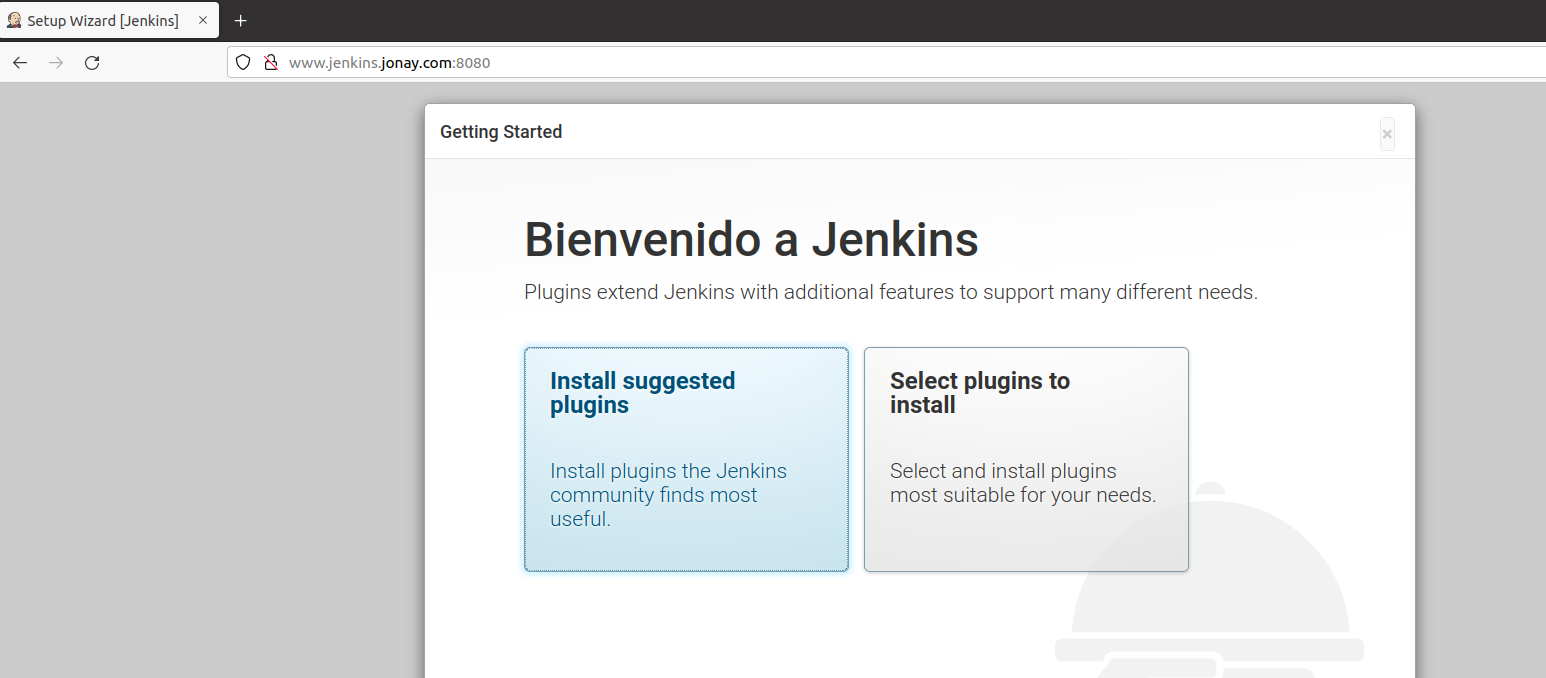 Setup Wizard [Jenkins]
www.jenkins.jonay.com:8080
Getting Started
Bienvenido a Jenkins
Plugins extend Jenkins with additional features to support many different needs.
Install suggested
plugins
Install plugins the Jenkins
community finds most
useful.
Select plugins to
install
Select and install plugins
most suitable for your needs.